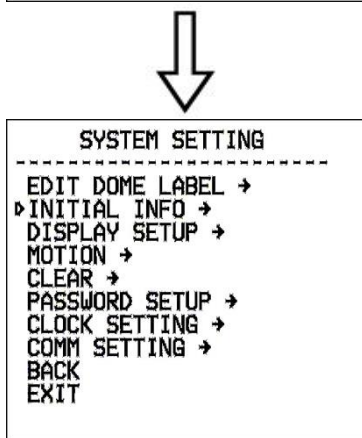 SYSTEM SETTING
EDIT DOME LABEL →
INITIAL INFO →
DISPLAY SETUP →
MOTION →
CLEAR →
PASSWORD SETUP →
CLOCK SETTING →
COMM SETTING →
BACK
EXIT